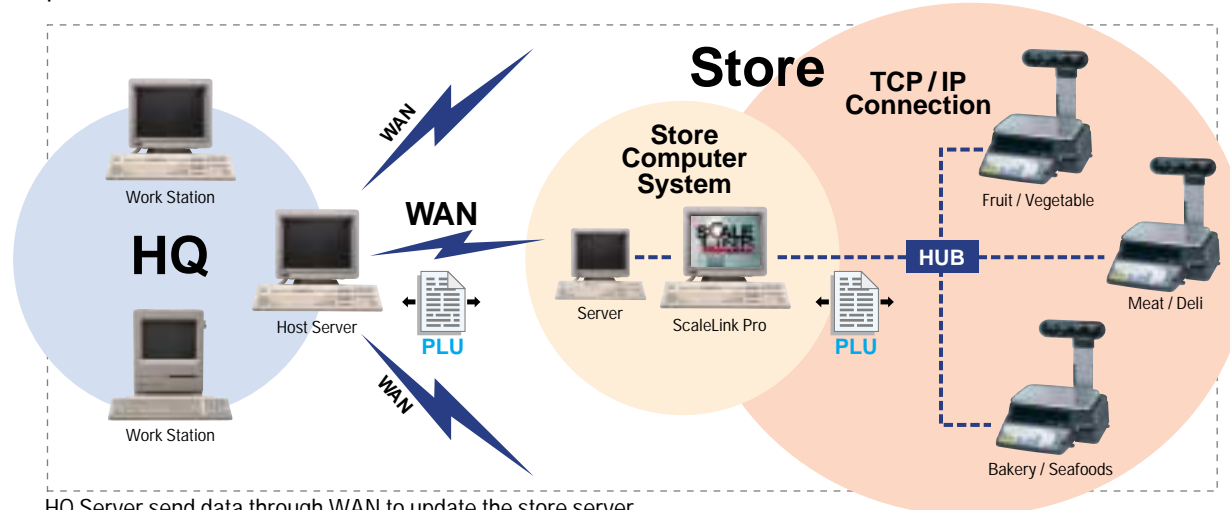 Store
TCP / IP
Connection
Store
Computer
System
WAN
Work Station
Fruit / Vegetable
WAN
HQ
HUB
Meat / Deli
Server
ScaleLink Pro
Host Server
PLU
PLU
WAN
Work Station
Bakery / Seafoods
HQ Server send data through WAN to update the store server